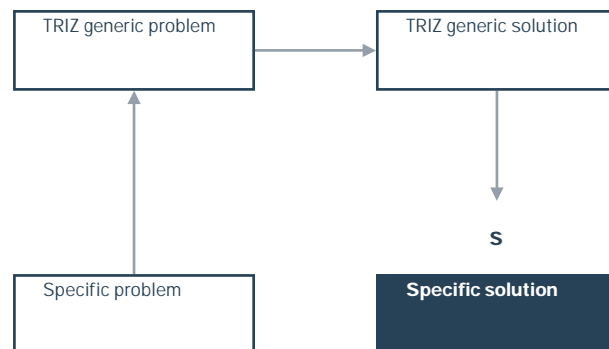 TRIZ generic problem
TRIZ generic solution
S
Specific problem
Specific solution